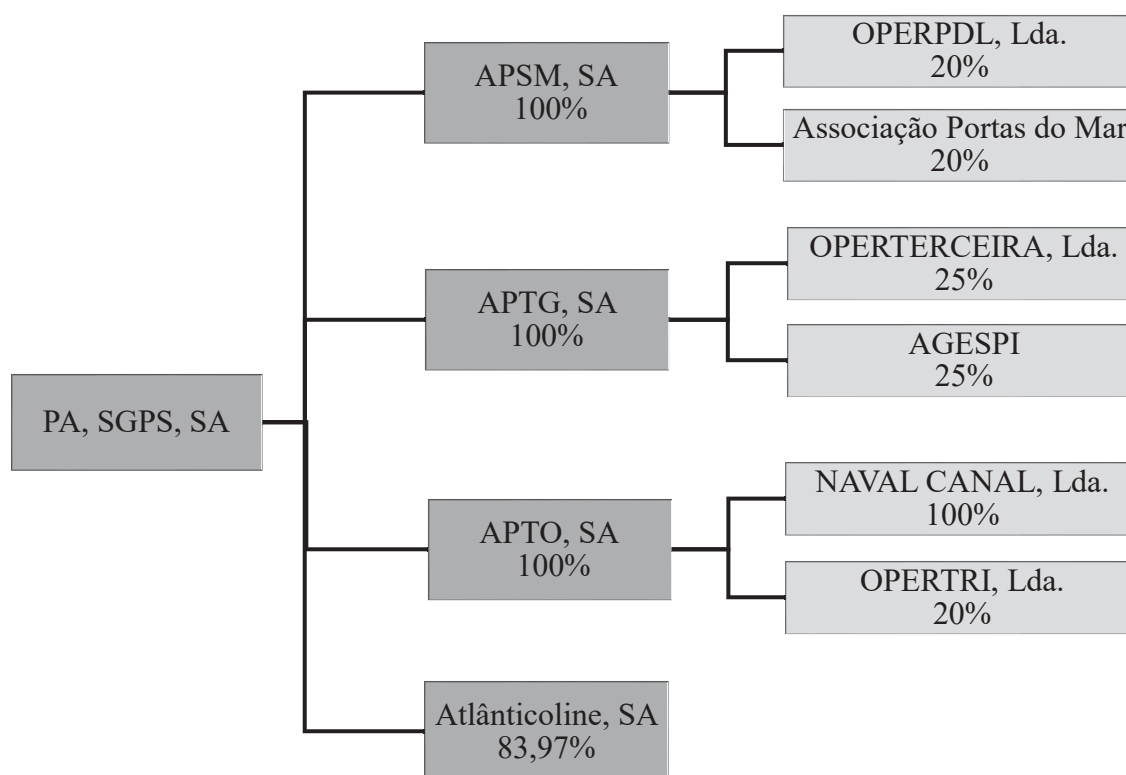 PA, SGPS, SA
APSM, SA
100%
OPERPDL, Lda.
20%
Associação Portas do Mar
20%
APTG, SA
100%
OPERTERCEIRA, Lda.
25%
AGESPI
25%
APTO, SA
100%
NAVAL CANAL, Lda.
100%
OPERTRI, Lda.
20%
Atlânticoline, SA
83,97%